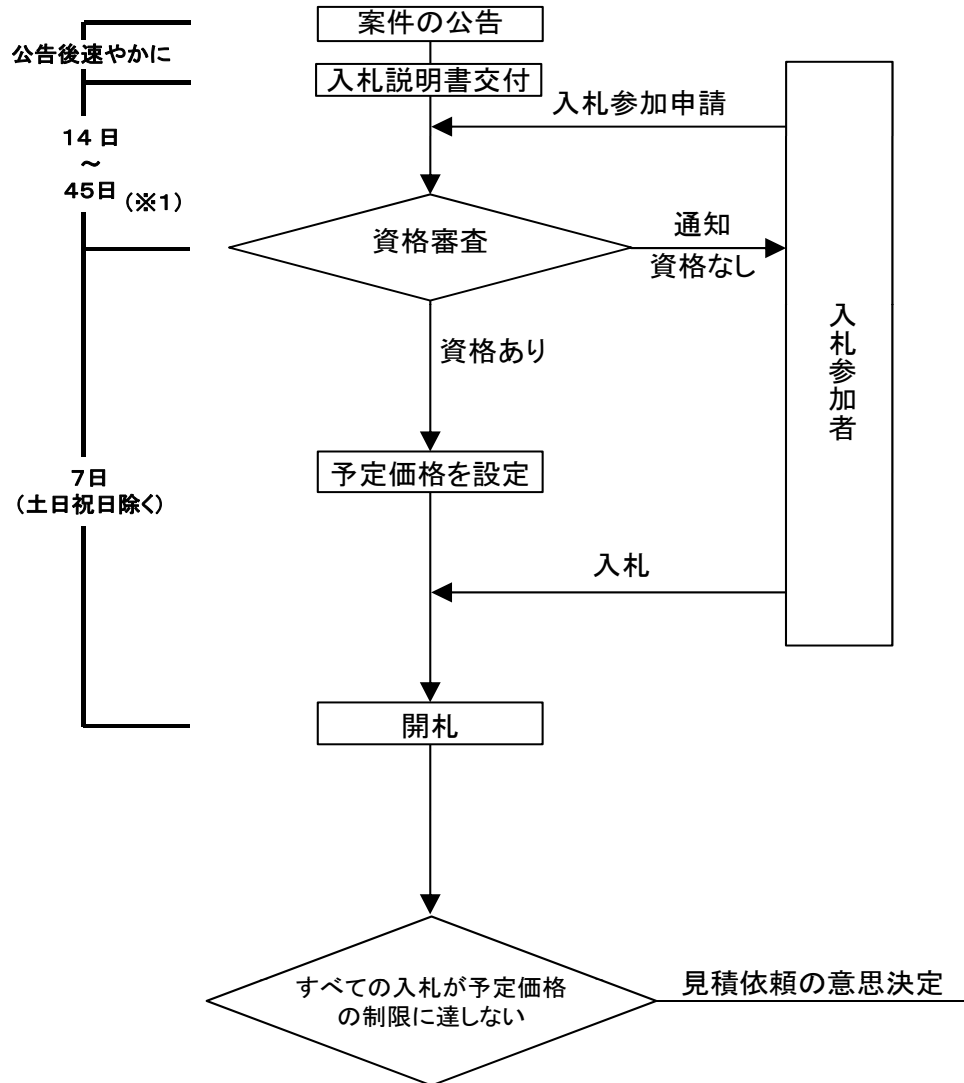 案件の公告
公告後速やかに
入札説明書交付
入札参加申請
14日
～
45日(※1)
資格審査
通知
資格なし
入札参加者
資格あり
予定価格を設定
7日
(土日祝日除く)
入札
開札
すべての入札が予定価格
の制限に達しない
見積依頼の意思決定